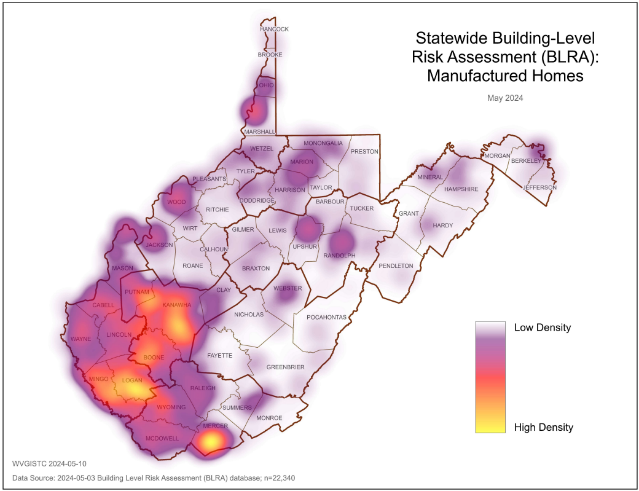 Statewide Building-Level
Risk Assessment (BLRA):
Manufactured Homes
May 2024
HANCOCK
BROOKE
OHIO
MARSHALL
WETZEL
MONONGALIA
PRESTON
MARION
TYLER
PLEASANTS
DODDRIDGE
HARRISON
TAYLOR
BARBOUR
TUCKER
MORGAN
BERKELEY
JEFFERSON
MINERAL
HAMPSHIRE
GRANT
HARDY
WOOD
RITCHIE
WIRT
GILMER
LEWIS
UPSHUR
RANDOLPH
JACKSON
CALHOUN
ROANE
BRAXTON
PENDLETON
MASON
PUTNAM
KANAWHA
CLAY
WEBSTER
NICHOLAS
POCAHONTAS
CABELL
WAYNE
LINCOLN
BOONE
FAYETTE
GREENBRIER
MINGO
LOGAN
RALEIGH
WYOMING
SUMMERS
MONROE
MERCER
MCDOWELL
Low Density
High Density
WVGISTC 2024-05-10
Data Source: 2024-05-03 Building Level Risk Assessment (BLRA) database; n=22,340